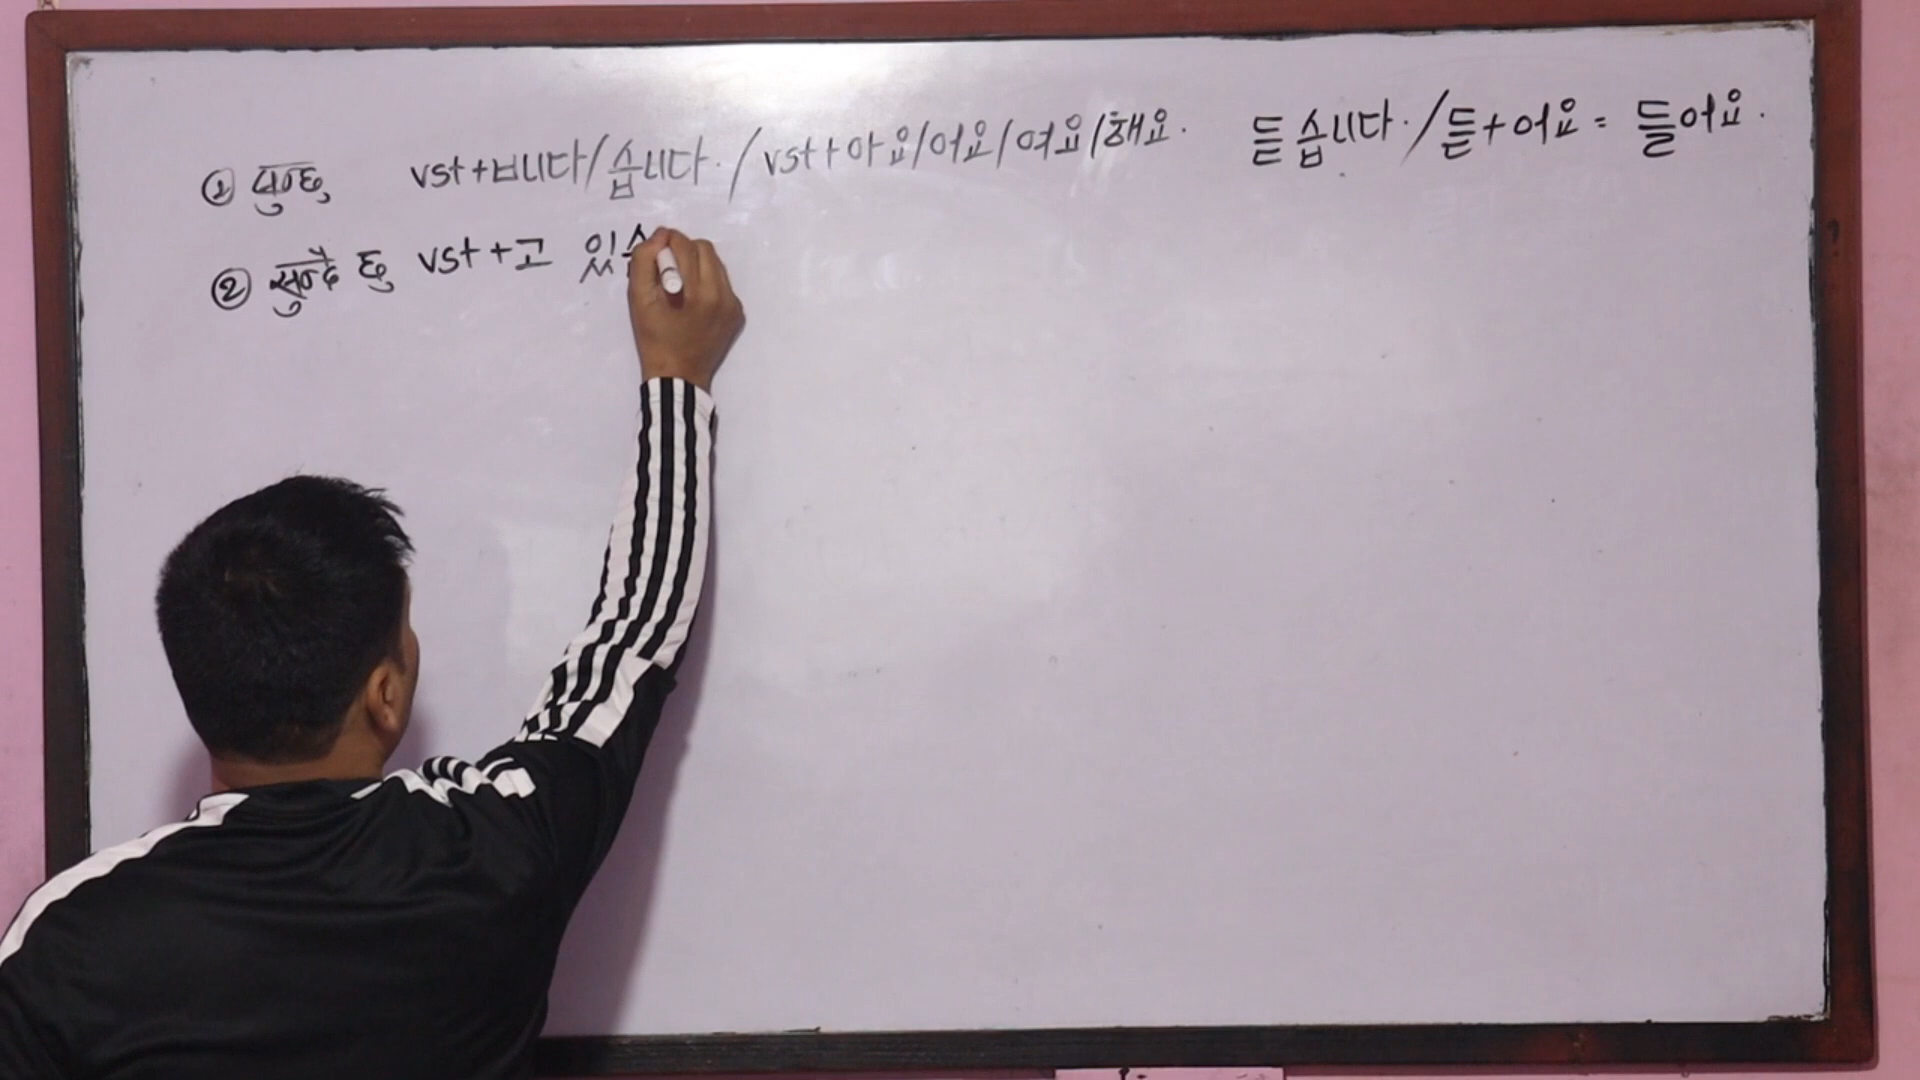 ① सुन्छु vst+ㅂ니다/습니다. / vst+아요/어요/여요/해요. 듣습니다. / 듣+어요 = 들어요.
② सुन्दै छु vst+고 있습